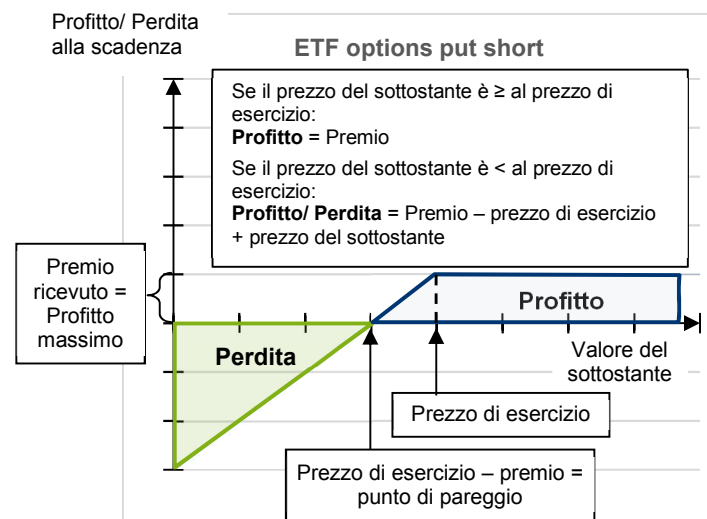 Profitto/ Perdita
alla scadenza
ETF options put short
Se il prezzo del sottostante è ≥ al prezzo di
esercizio:
Profitto = Premio
Se il prezzo del sottostante è < al prezzo di
esercizio:
Profitto/ Perdita = Premio – prezzo di esercizio
+ prezzo del sottostante
Premio
ricevuto =
Profitto
massimo
Profitto
Perdita
Valore del
sottostante
Prezzo di esercizio
Prezzo di esercizio – premio =
punto di pareggio